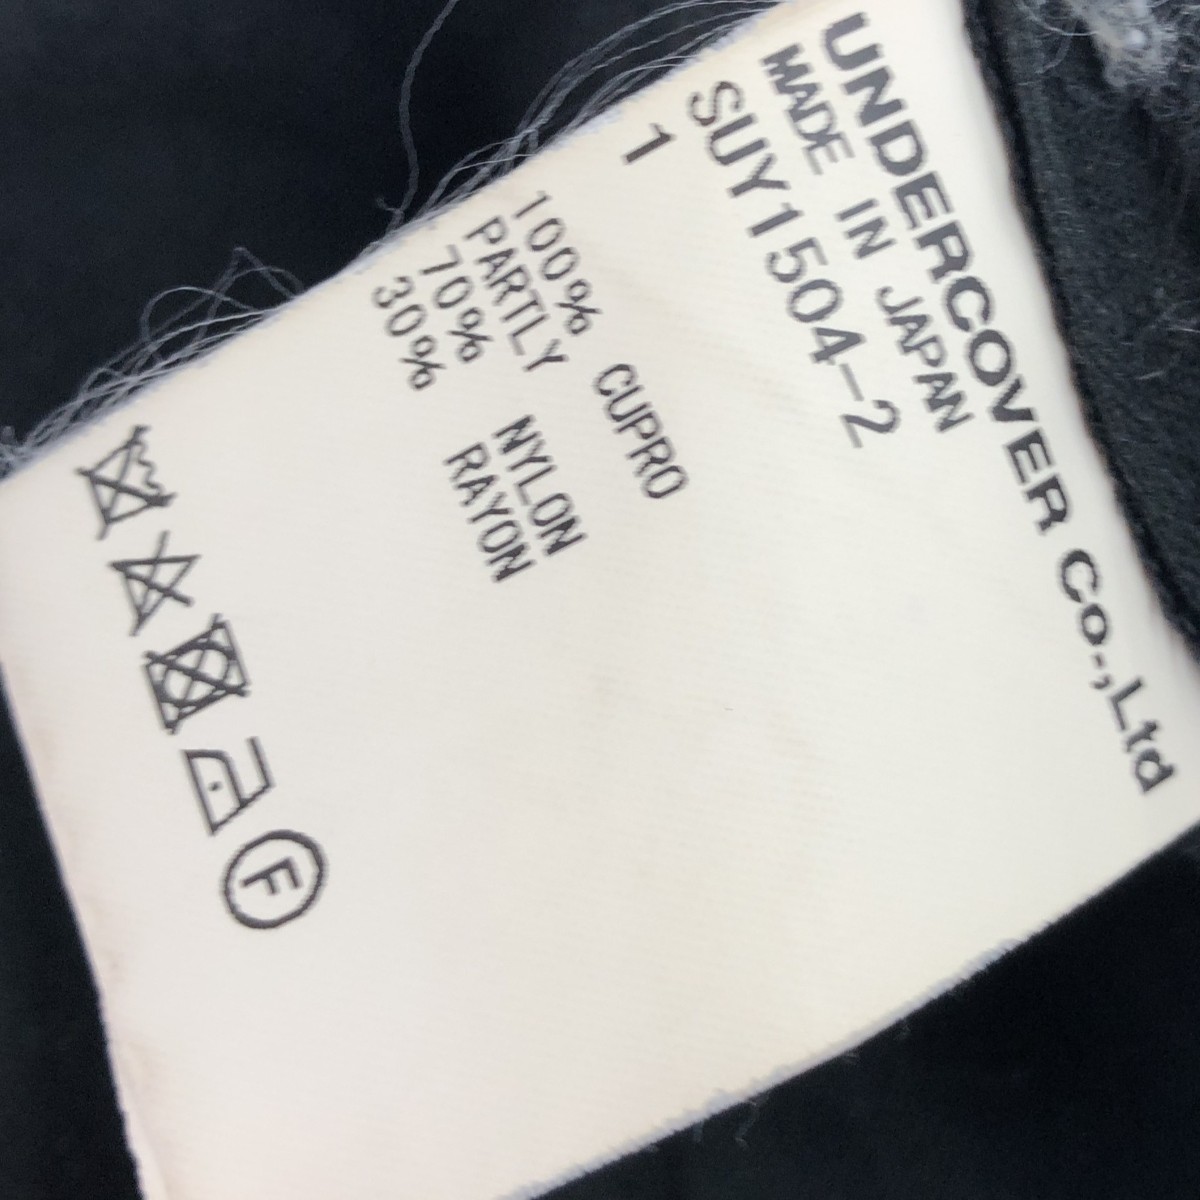 UNDERCOVER Co.,Ltd
MADE IN JAPAN
SUY1504-2
1
100% CUPRO
PARTLY
70% NYLON
30% RAYON
F